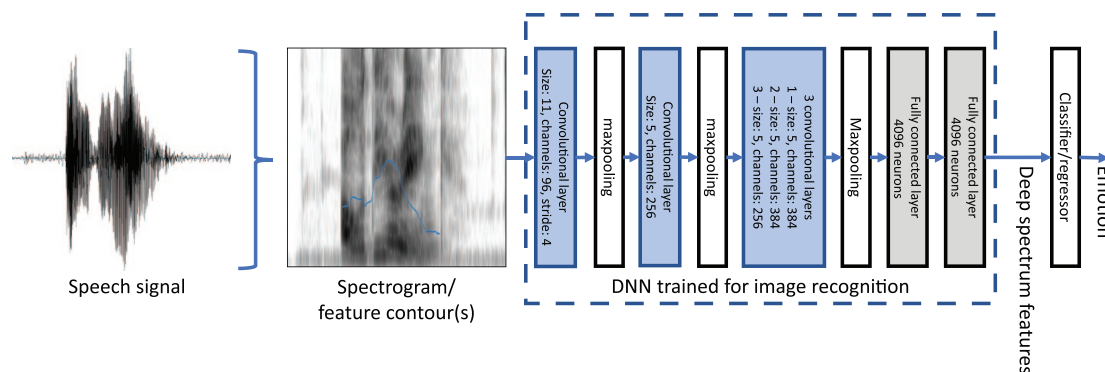 Speech signal
Spectrogram/
feature contour(s)
Convolutional layer
Size: 11, channels: 96, stride: 4
maxpooling
Convolutional layer
Size: 5, channels: 256
maxpooling
3 convolutional layers
1 – size: 5, channels: 384
2 – size: 5, channels: 384
3 – size: 5, channels: 256
Maxpooling
Fully connected layer
4096 neurons
Fully connected layer
4096 neurons
DNN trained for image recognition
Deep spectrum features
Classifier/regressor
Emotion